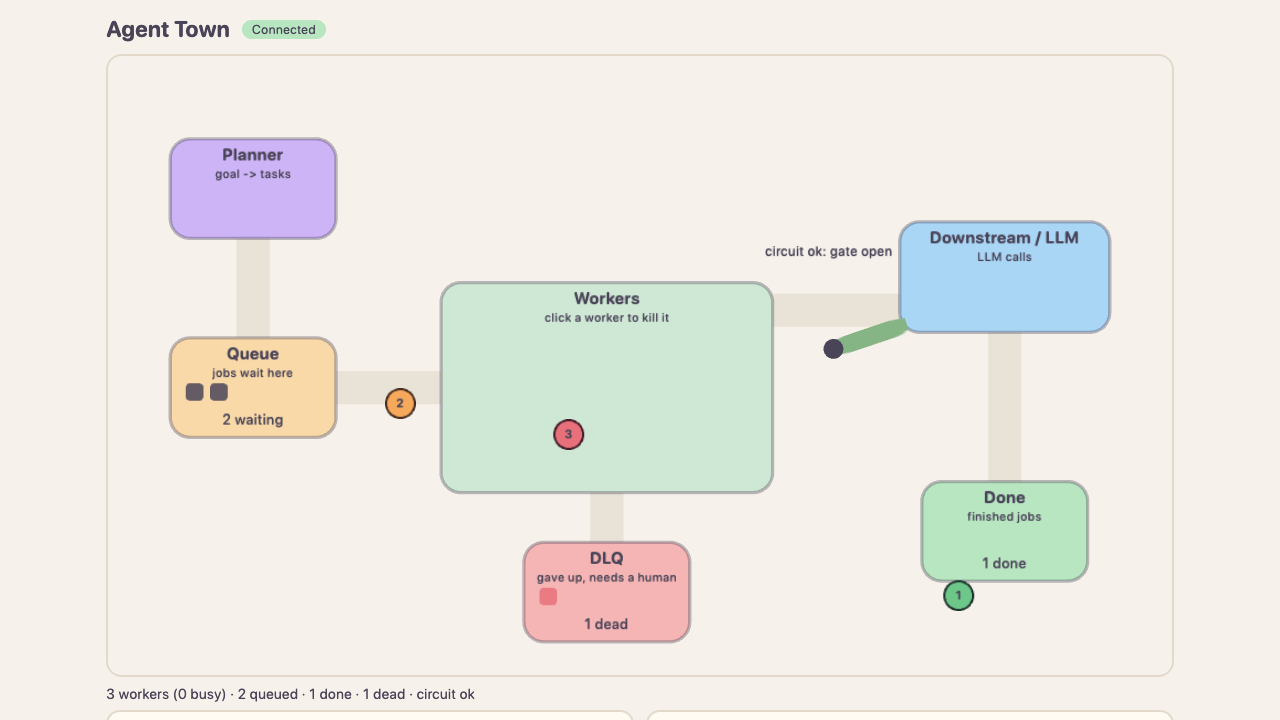 Agent Town
Connected
Planner
goal -> tasks
Downstream / LLM
LLM calls
circuit ok: gate open
Workers
click a worker to kill it
Queue
jobs wait here
2 waiting
2
3
Done
finished jobs
1 done
1
DLQ
gave up, needs a human
1 dead
3 workers (0 busy) · 2 queued · 1 done · 1 dead · circuit ok